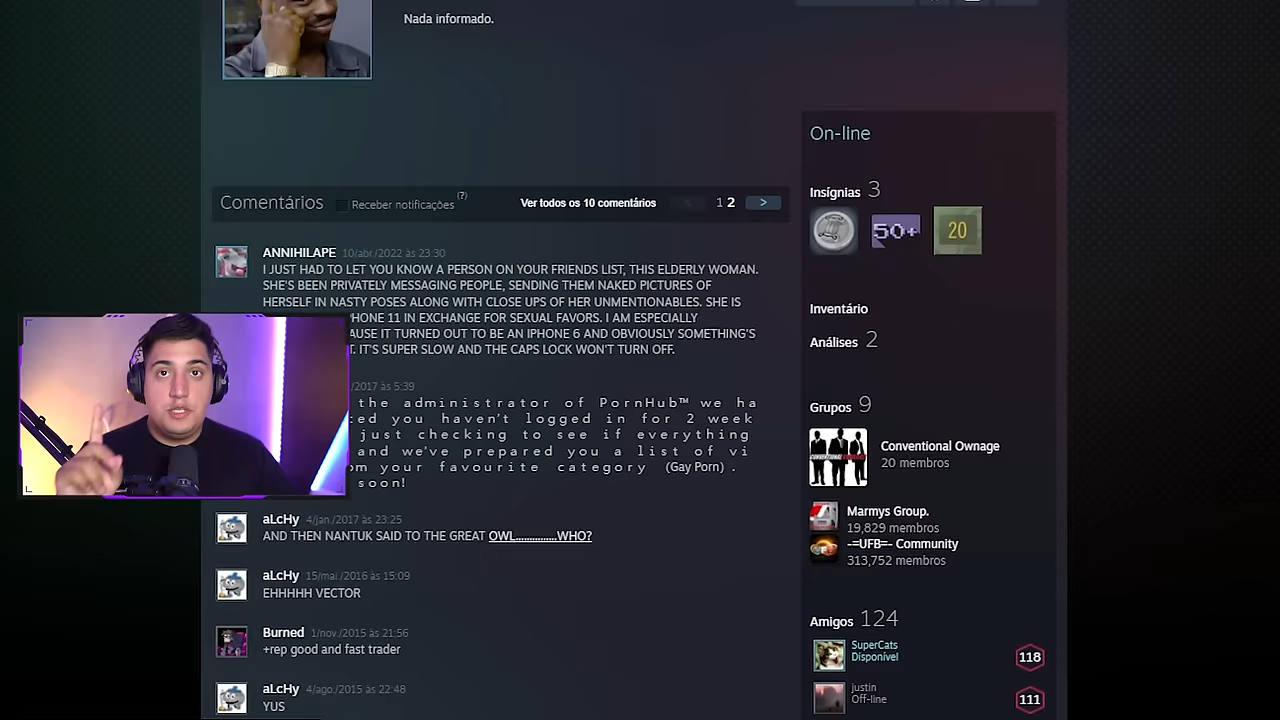 Nada informado.
On-line
Insígnias 3
50+
20
Comentários
Receber notificações (?)
Ver todos os 10 comentários
< 1 2 >
ANNIHILAPE 10/abr./2022 às 23:30
I JUST HAD TO LET YOU KNOW A PERSON ON YOUR FRIENDS LIST, THIS ELDERLY WOMAN.
SHE'S BEEN PRIVATELY MESSAGING PEOPLE, SENDING THEM NAKED PICTURES OF
HERSELF IN NASTY POSES ALONG WITH CLOSE UPS OF HER UNMENTIONABLES. SHE IS
PHONE 11 IN EXCHANGE FOR SEXUAL FAVORS. I AM ESPECIALLY
AUSE IT TURNED OUT TO BE AN IPHONE 6 AND OBVIOUSLY SOMETHING'S
T. IT'S SUPER SLOW AND THE CAPS LOCK WON'T TURN OFF.
/2017 às 5:39
the administrator of PornHub™ we ha
ted you haven't logged in for 2 week
just checking to see if everything
and we've prepared you a list of vi
om your favourite category (Gay Porn) .
soon!
aLcHy 4/jan./2017 às 23:25
AND THEN NANTUK SAID TO THE GREAT OWL...............WHO?
aLcHy 15/mai./2016 às 15:09
EHHHHH VECTOR
Burned 1/nov./2015 às 21:56
+rep good and fast trader
aLcHy 4/ago./2015 às 22:48
YUS
Inventário
Análises 2
Grupos 9
Conventional Ownage
20 membros
Marmys Group.
19,829 membros
-=UFB=- Community
313,752 membros
Amigos 124
SuperCats
Disponível
118
justin
Off-line
111